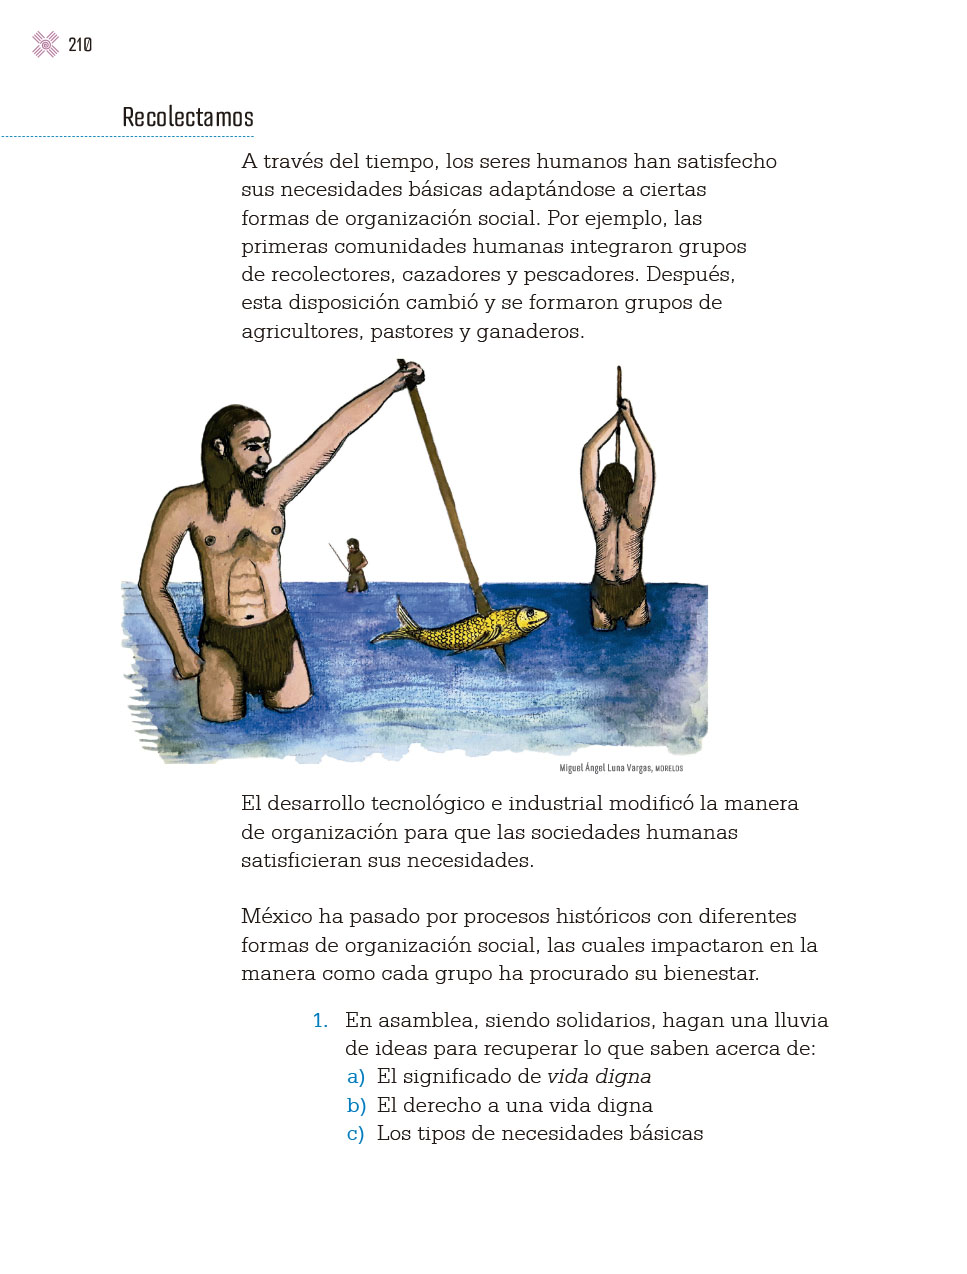 210
Recolectamos
A través del tiempo, los seres humanos han satisfecho
sus necesidades básicas adaptándose a ciertas
formas de organización social. Por ejemplo, las
primeras comunidades humanas integraron grupos
de recolectores, cazadores y pescadores. Después,
esta disposición cambió y se formaron grupos de
agricultores, pastores y ganaderos.
Miguel Ángel Luna Vargas, MORELOS
El desarrollo tecnológico e industrial modificó la manera
de organización para que las sociedades humanas
satisficieran sus necesidades.
México ha pasado por procesos históricos con diferentes
formas de organización social, las cuales impactaron en la
manera como cada grupo ha procurado su bienestar.
1. En asamblea, siendo solidarios, hagan una lluvia
de ideas para recuperar lo que saben acerca de:
a) El significado de vida digna
b) El derecho a una vida digna
c) Los tipos de necesidades básicas